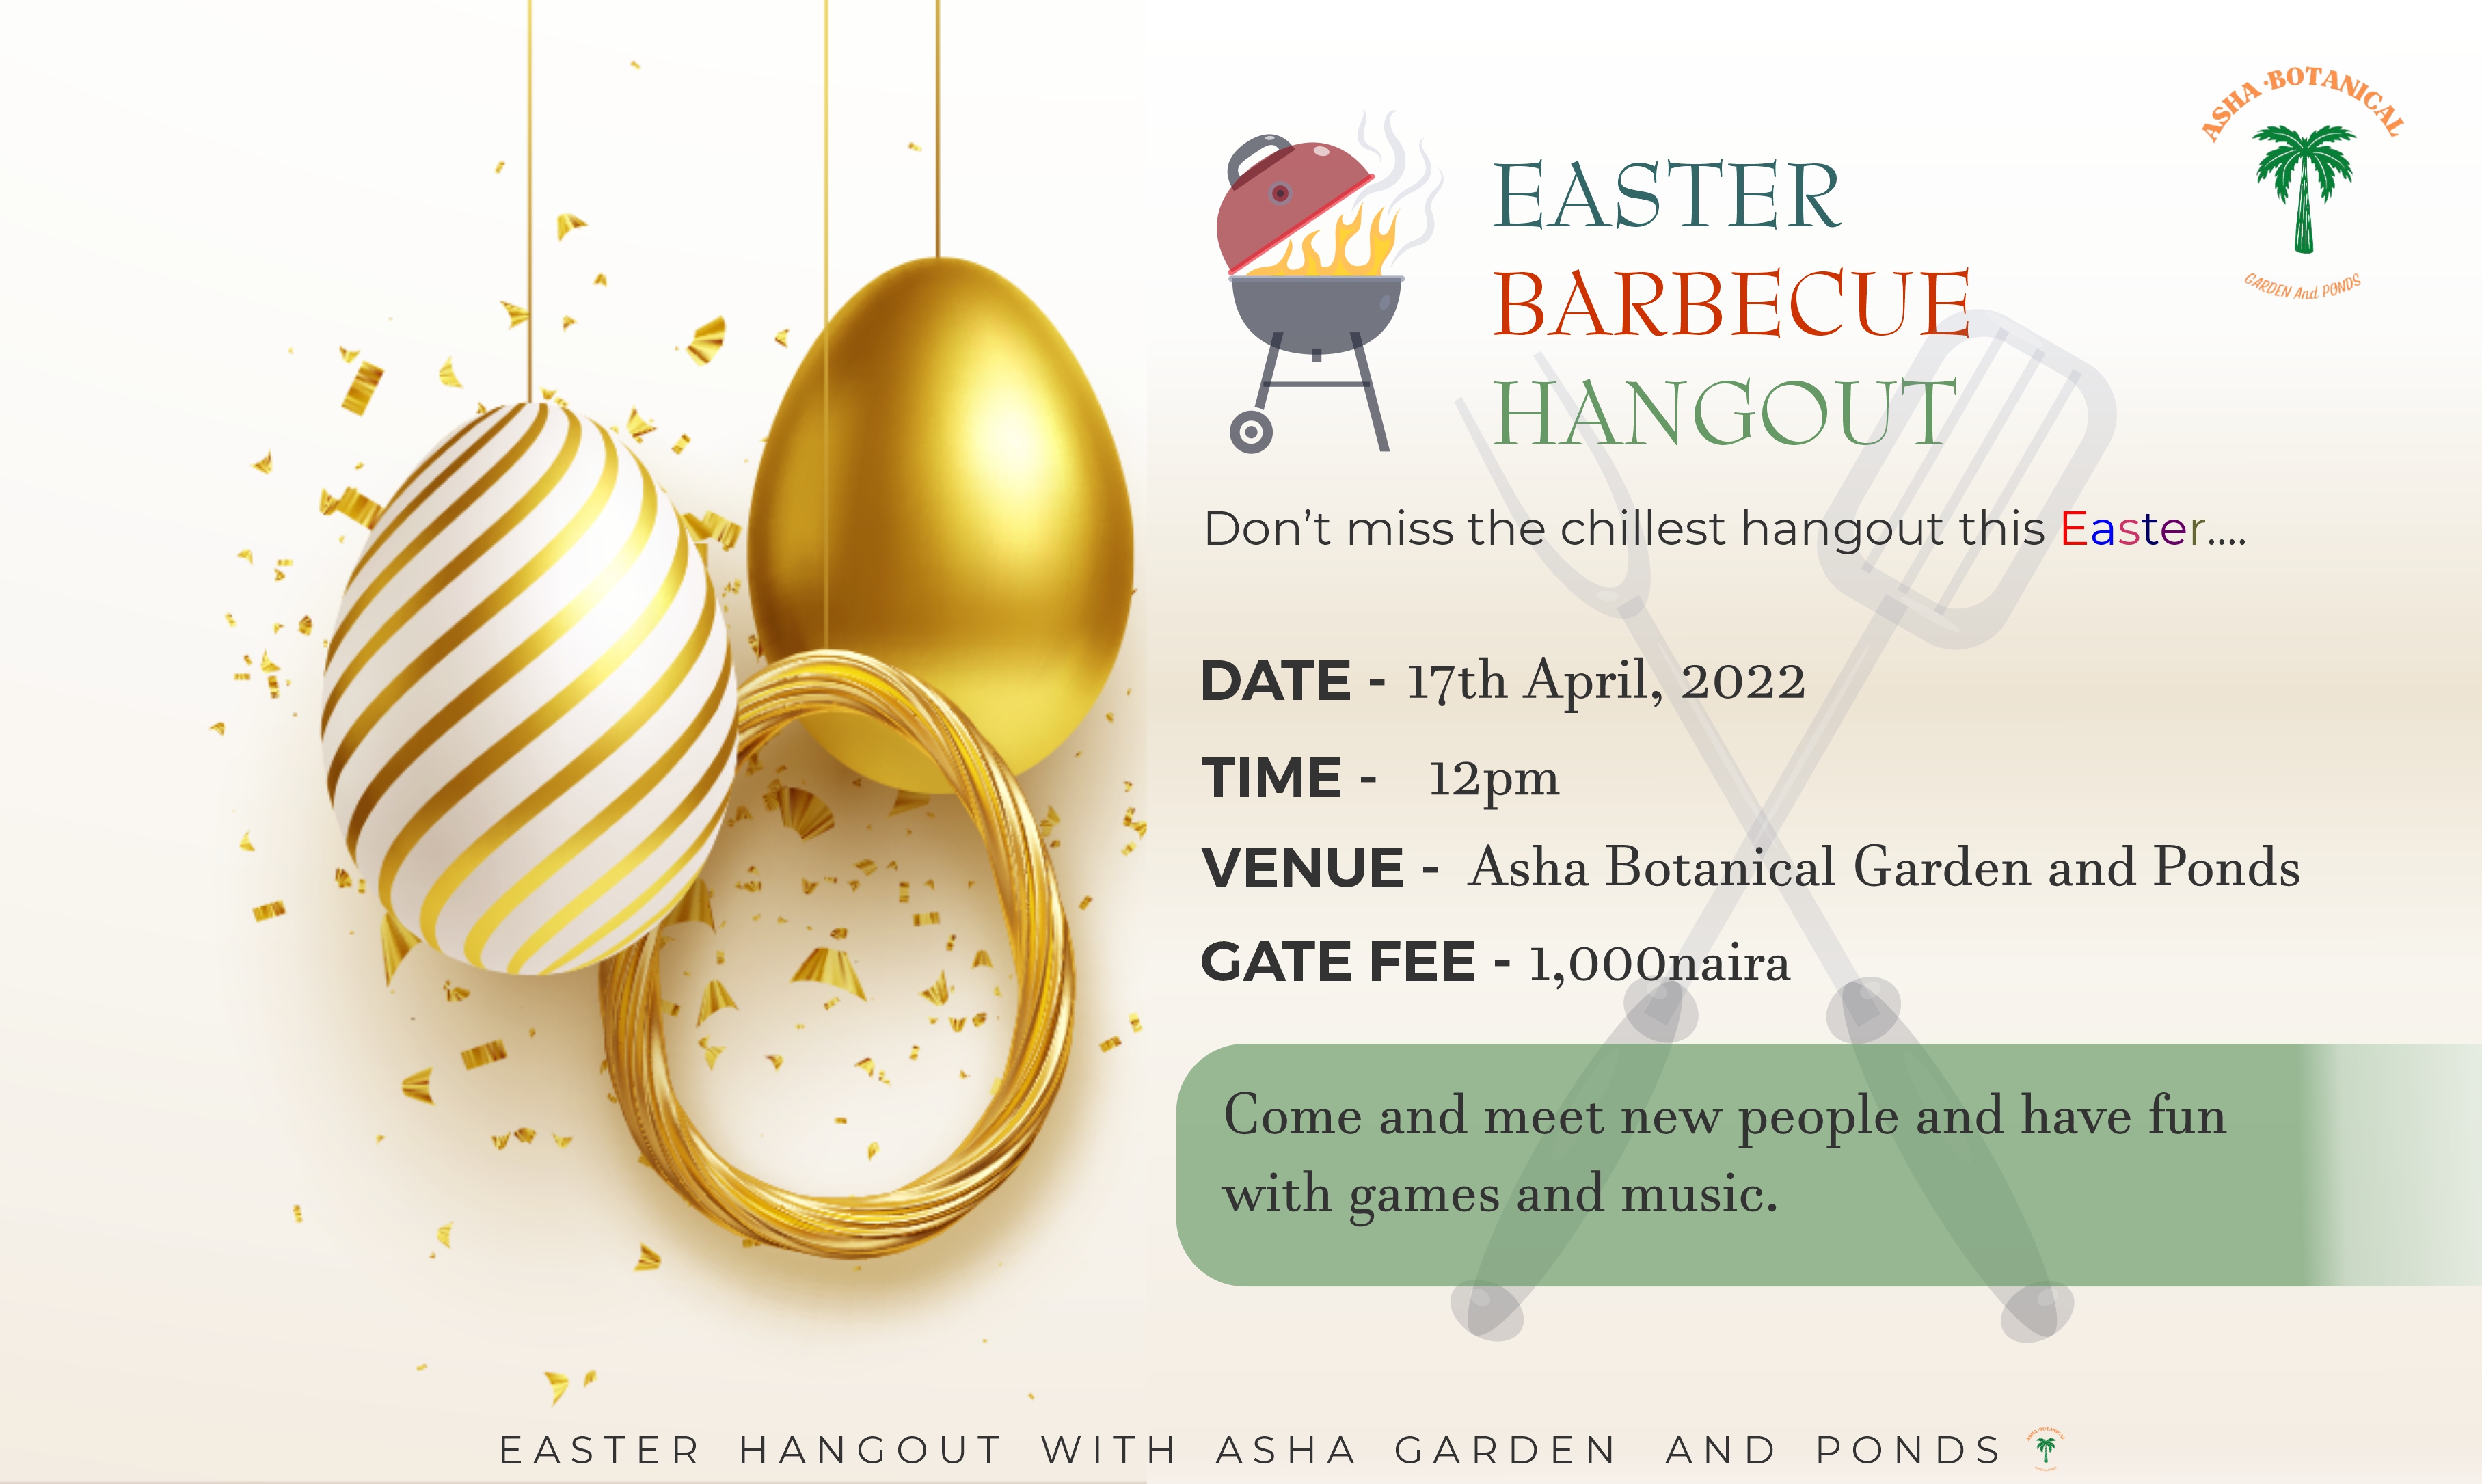 ASHA·BOTANICAL
GARDEN And PONDS
EASTER
BARBECUE
HANGOUT
Don't miss the chillest hangout this Easter....
DATE - 17th April, 2022
TIME - 12pm
VENUE - Asha Botanical Garden and Ponds
GATE FEE - 1,000naira
Come and meet new people and have fun
with games and music.
EASTER HANGOUT WITH ASHA GARDEN AND PONDS